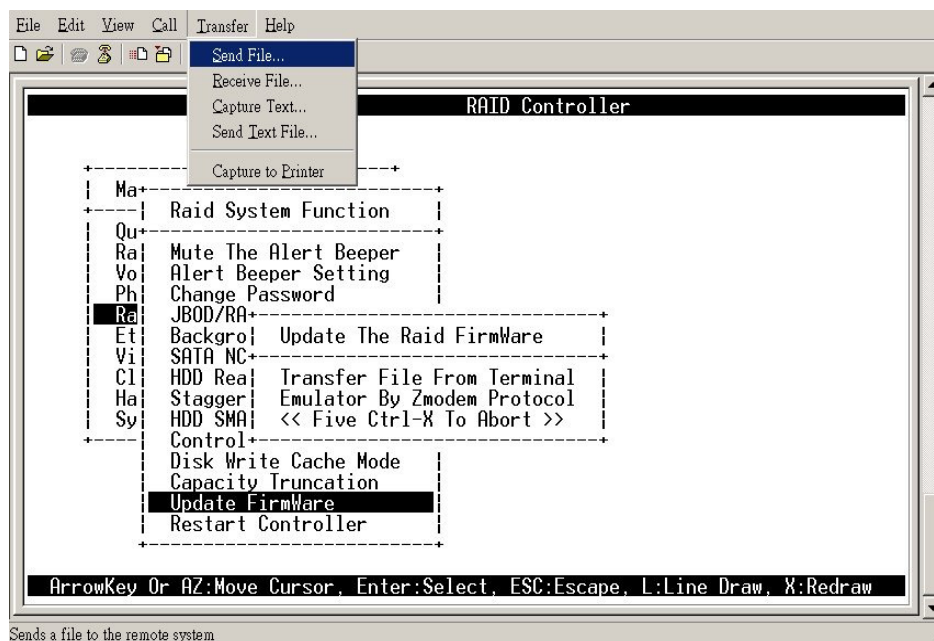 File Edit View Call Transfer Help
Send File...
Receive File...
Capture Text...
Send Text File...
Capture to Printer
RAID Controller
Ma
Raid System Function
Qu
Ra Mute The Alert Beeper
Vo Alert Beeper Setting
Ph Change Password
Ra JBOD/RA
Et Backgro Update The Raid FirmWare
Vi SATA NC
Cl HDD Rea Transfer File From Terminal
Ha Stagger Emulator By Zmodem Protocol
Sy HDD SMA << Five Ctrl-X To Abort >>
Control
Disk Write Cache Mode
Capacity Truncation
Update FirmWare
Restart Controller
ArrowKey Or AZ:Move Cursor, Enter:Select, ESC:Escape, L:Line Draw, X:Redraw
Sends a file to the remote system